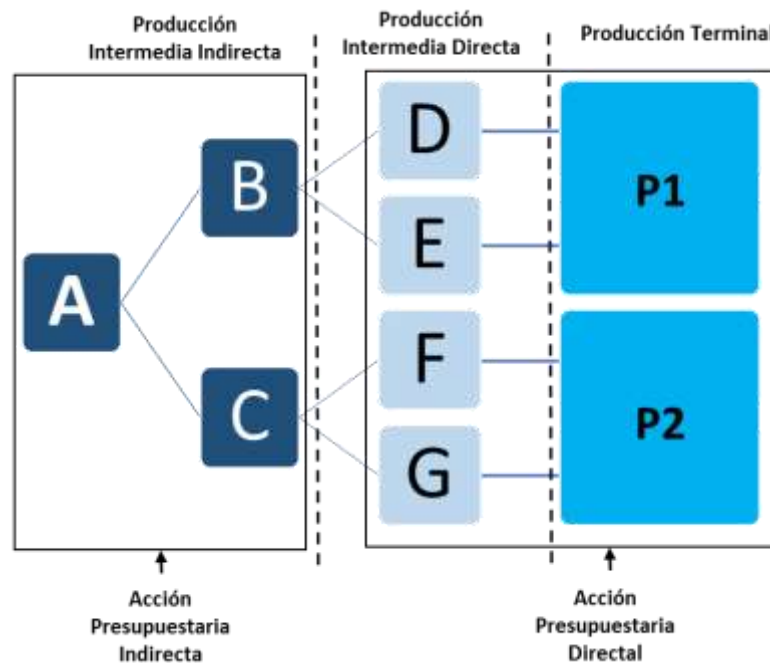 Producción
Intermedia Indirecta
Producción
Intermedia Directa
Producción Terminal
A
B
C
D
E
F
G
P1
P2
Acción
Presupuestaria
Indirecta
Acción
Presupuestaria
Directal